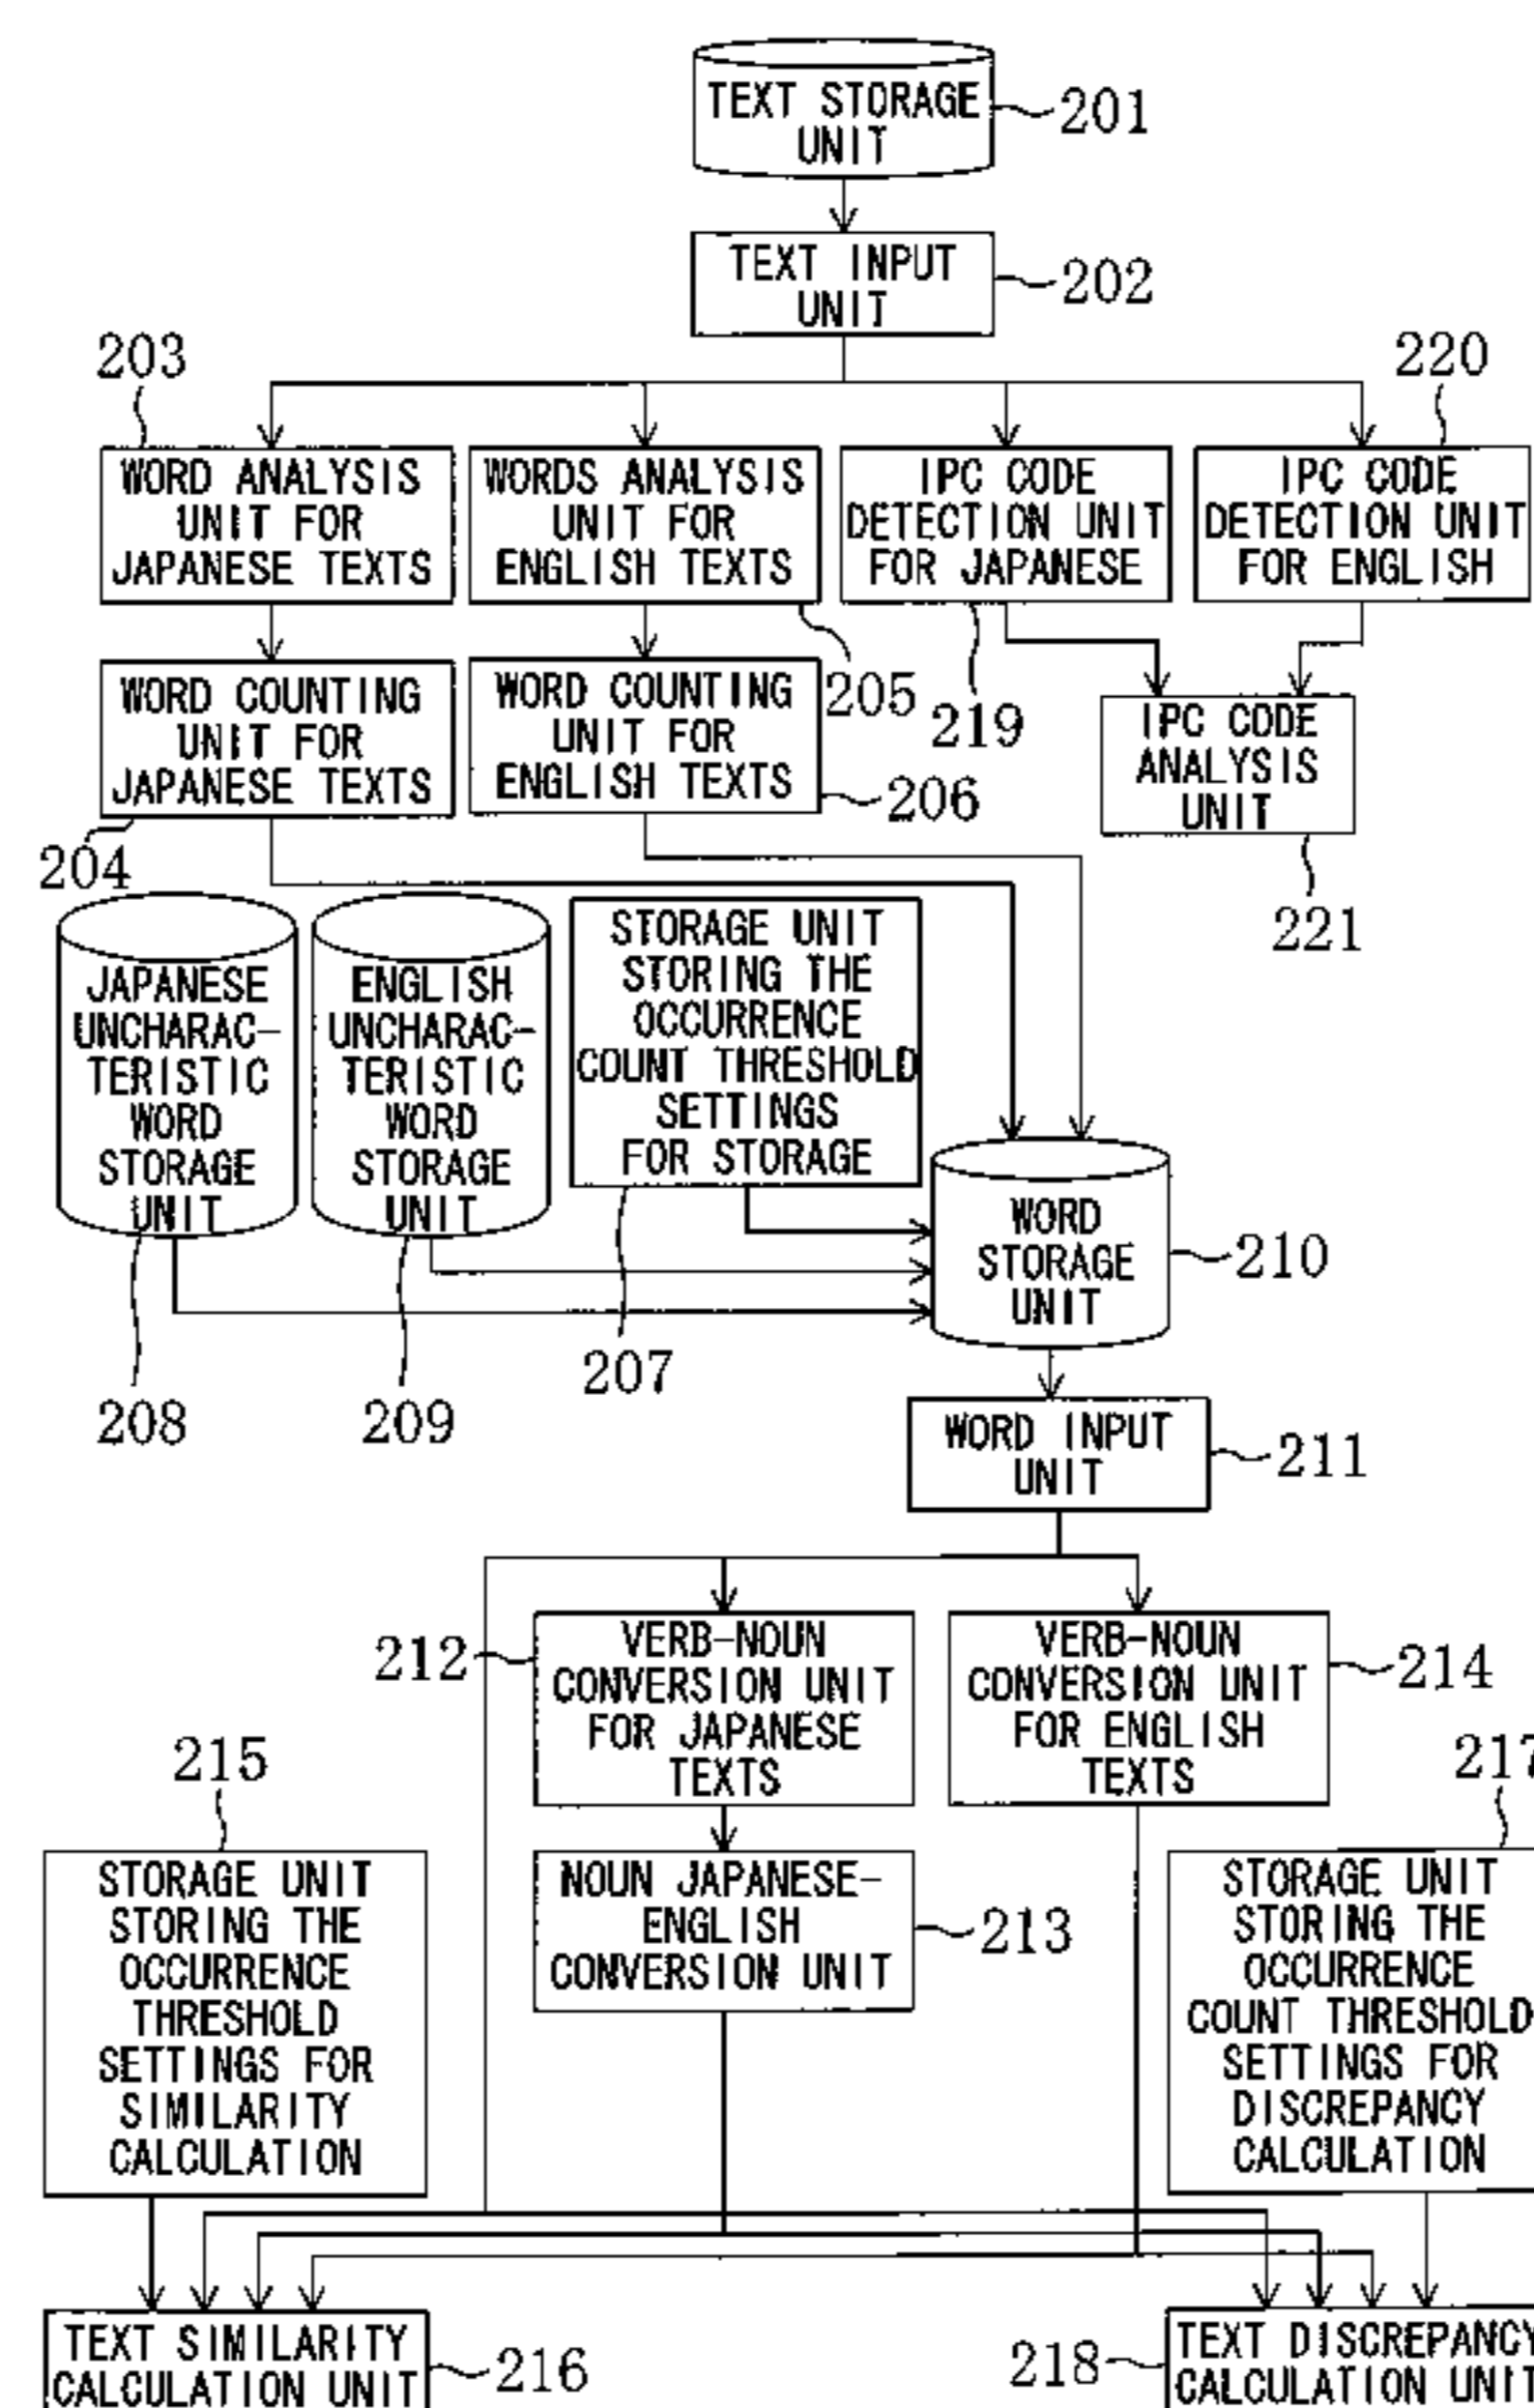 TEXT STORAGE
UNIT
201
TEXT INPUT
UNIT
202
203
220
WORD ANALYSIS
UNIT FOR
JAPANESE TEXTS
WORDS ANALYSIS
UNIT FOR
ENGLISH TEXTS
IPC CODE
DETECTION UNIT
FOR JAPANESE
IPC CODE
DETECTION UNIT
FOR ENGLISH
205
219
WORD COUNTING
UNIT FOR
JAPANESE TEXTS
204
WORD COUNTING
UNIT FOR
ENGLISH TEXTS
206
IPC CODE
ANALYSIS
UNIT
221
JAPANESE
UNCHARAC-
TERISTIC
WORD
STORAGE
UNIT
208
ENGLISH
UNCHARAC-
TERISTIC
WORD
STORAGE
UNIT
209
STORAGE UNIT
STORING THE
OCCURRENCE
COUNT THRESHOLD
SETTINGS
FOR STORAGE
207
WORD
STORAGE
UNIT
210
WORD INPUT
UNIT
211
212
VERB-NOUN
CONVERSION UNIT
FOR JAPANESE
TEXTS
VERB-NOUN
CONVERSION UNIT
FOR ENGLISH
TEXTS
214
215
217
STORAGE UNIT
STORING THE
OCCURRENCE
THRESHOLD
SETTINGS FOR
SIMILARITY
CALCULATION
NOUN JAPANESE-
ENGLISH
CONVERSION UNIT
213
STORAGE UNIT
STORING THE
OCCURRENCE
COUNT THRESHOLD
SETTINGS FOR
DISCREPANCY
CALCULATION
TEXT SIMILARITY
CALCULATION UNIT
216
218
TEXT DISCREPANCY
CALCULATION UNIT